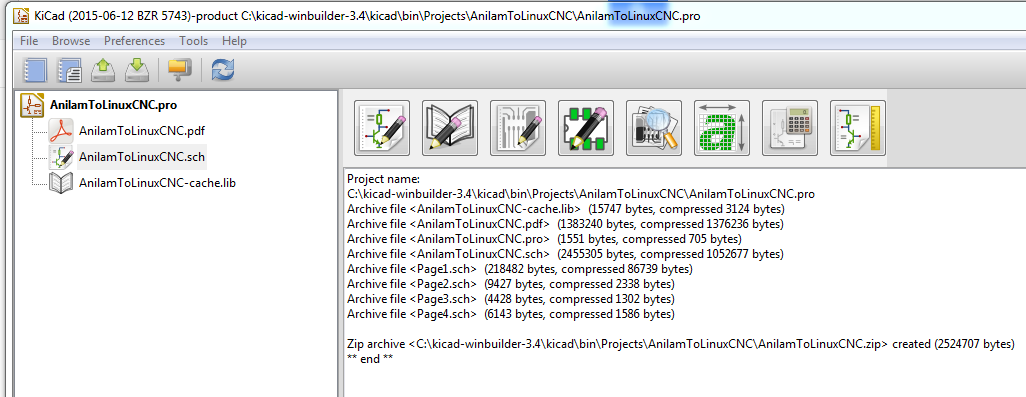 KiCad (2015-06-12 BZR 5743)-product C:\kicad-winbuilder-3.4\kicad\bin\Projects\AnilamToLinuxCNC\AnilamToLinuxCNC.pro
File Browse Preferences Tools Help
AnilamToLinuxCNC.pro
AnilamToLinuxCNC.pdf
AnilamToLinuxCNC.sch
AnilamToLinuxCNC-cache.lib
a
Project name:
C:\kicad-winbuilder-3.4\kicad\bin\Projects\AnilamToLinuxCNC\AnilamToLinuxCNC.pro
Archive file <AnilamToLinuxCNC-cache.lib> (15747 bytes, compressed 3124 bytes)
Archive file <AnilamToLinuxCNC.pdf> (1383240 bytes, compressed 1376236 bytes)
Archive file <AnilamToLinuxCNC.pro> (1551 bytes, compressed 705 bytes)
Archive file <AnilamToLinuxCNC.sch> (2455305 bytes, compressed 1052677 bytes)
Archive file <Page1.sch> (218482 bytes, compressed 86739 bytes)
Archive file <Page2.sch> (9427 bytes, compressed 2338 bytes)
Archive file <Page3.sch> (4428 bytes, compressed 1302 bytes)
Archive file <Page4.sch> (6143 bytes, compressed 1586 bytes)
Zip archive <C:\kicad-winbuilder-3.4\kicad\bin\Projects\AnilamToLinuxCNC\AnilamToLinuxCNC.zip> created (2524707 bytes)
** end **